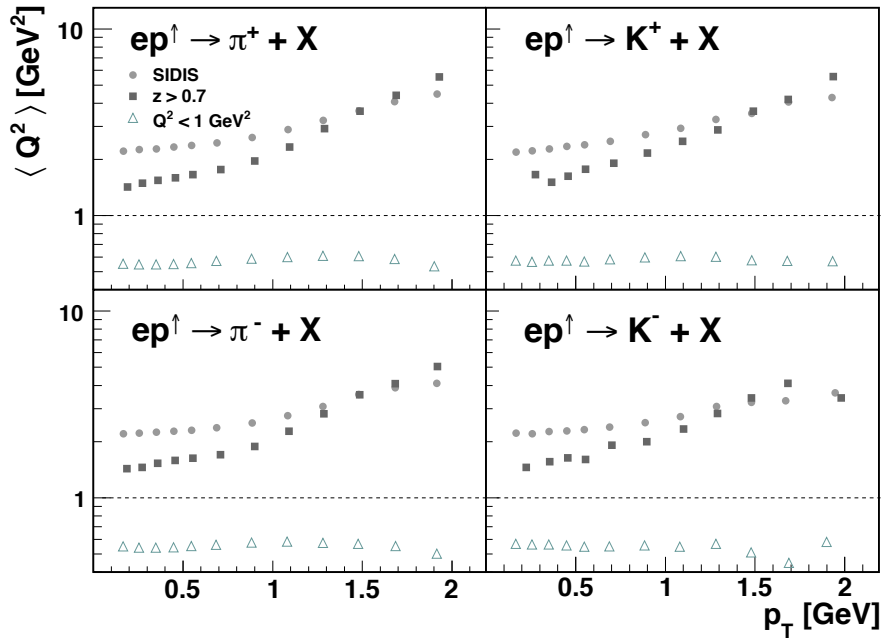 ⟨ Q² ⟩ [GeV²]
10
1
ep↑ → π⁺ + X
SIDIS
z > 0.7
Q² < 1 GeV²
ep↑ → K⁺ + X
10
1
ep↑ → π⁻ + X
ep↑ → K⁻ + X
0.5 1 1.5 2 0.5 1 1.5 2
p_T [GeV]